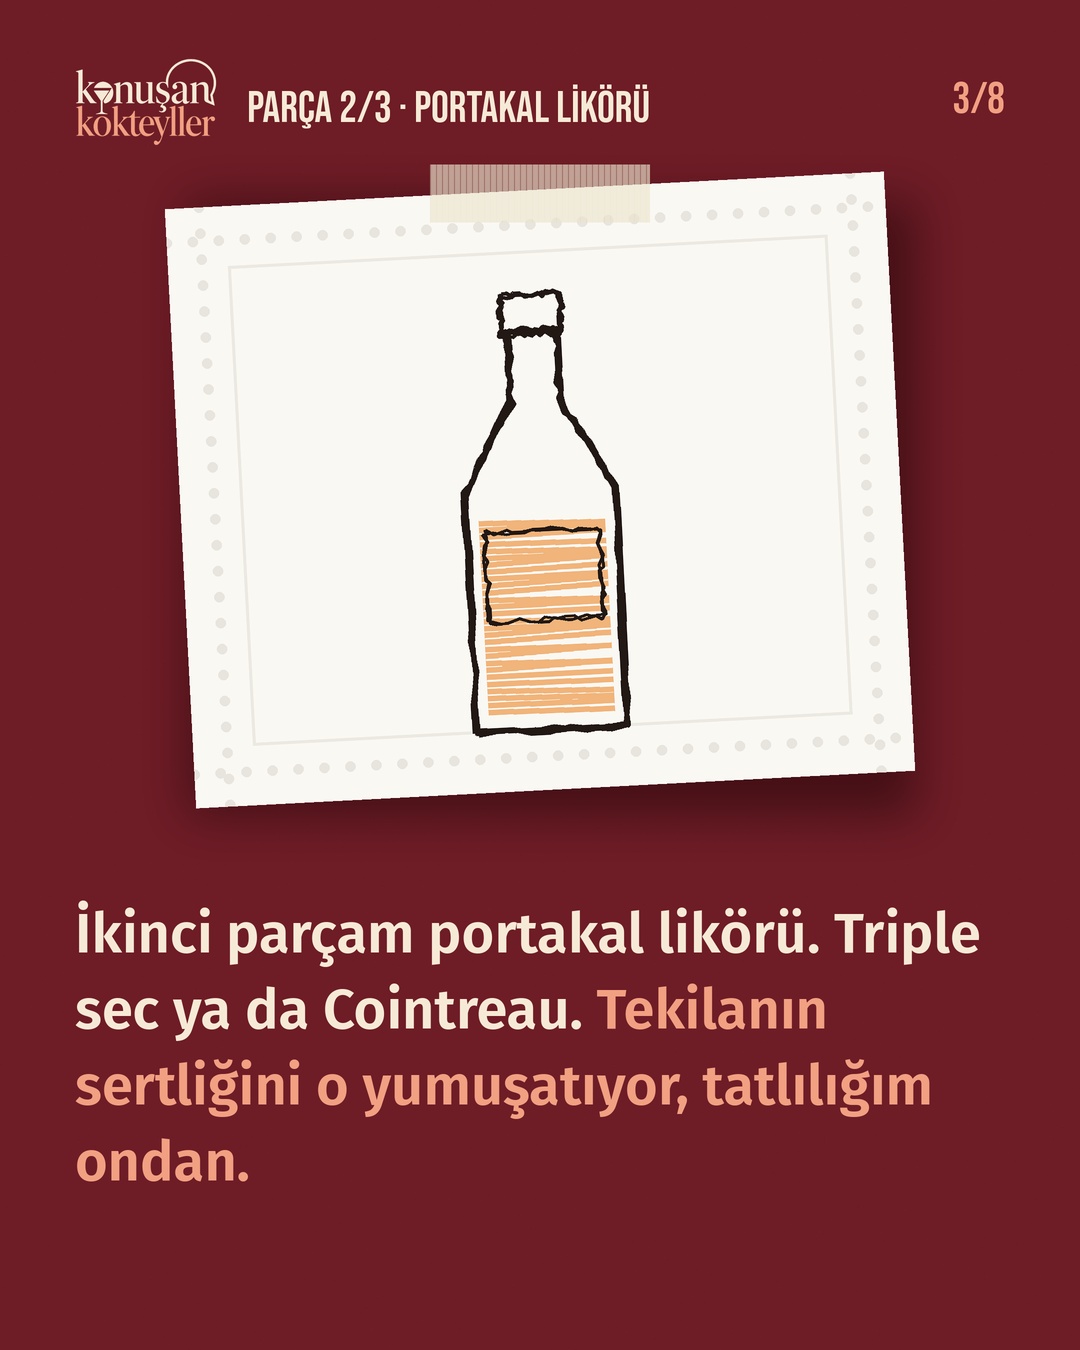 konuşan
kokteyller
PARÇA 2/3 · PORTAKAL LİKÖRÜ
3/8
İkinci parçam portakal likörü. Triple
sec ya da Cointreau. Tekilanın
sertliğini o yumuşatıyor, tatlılığım
ondan.